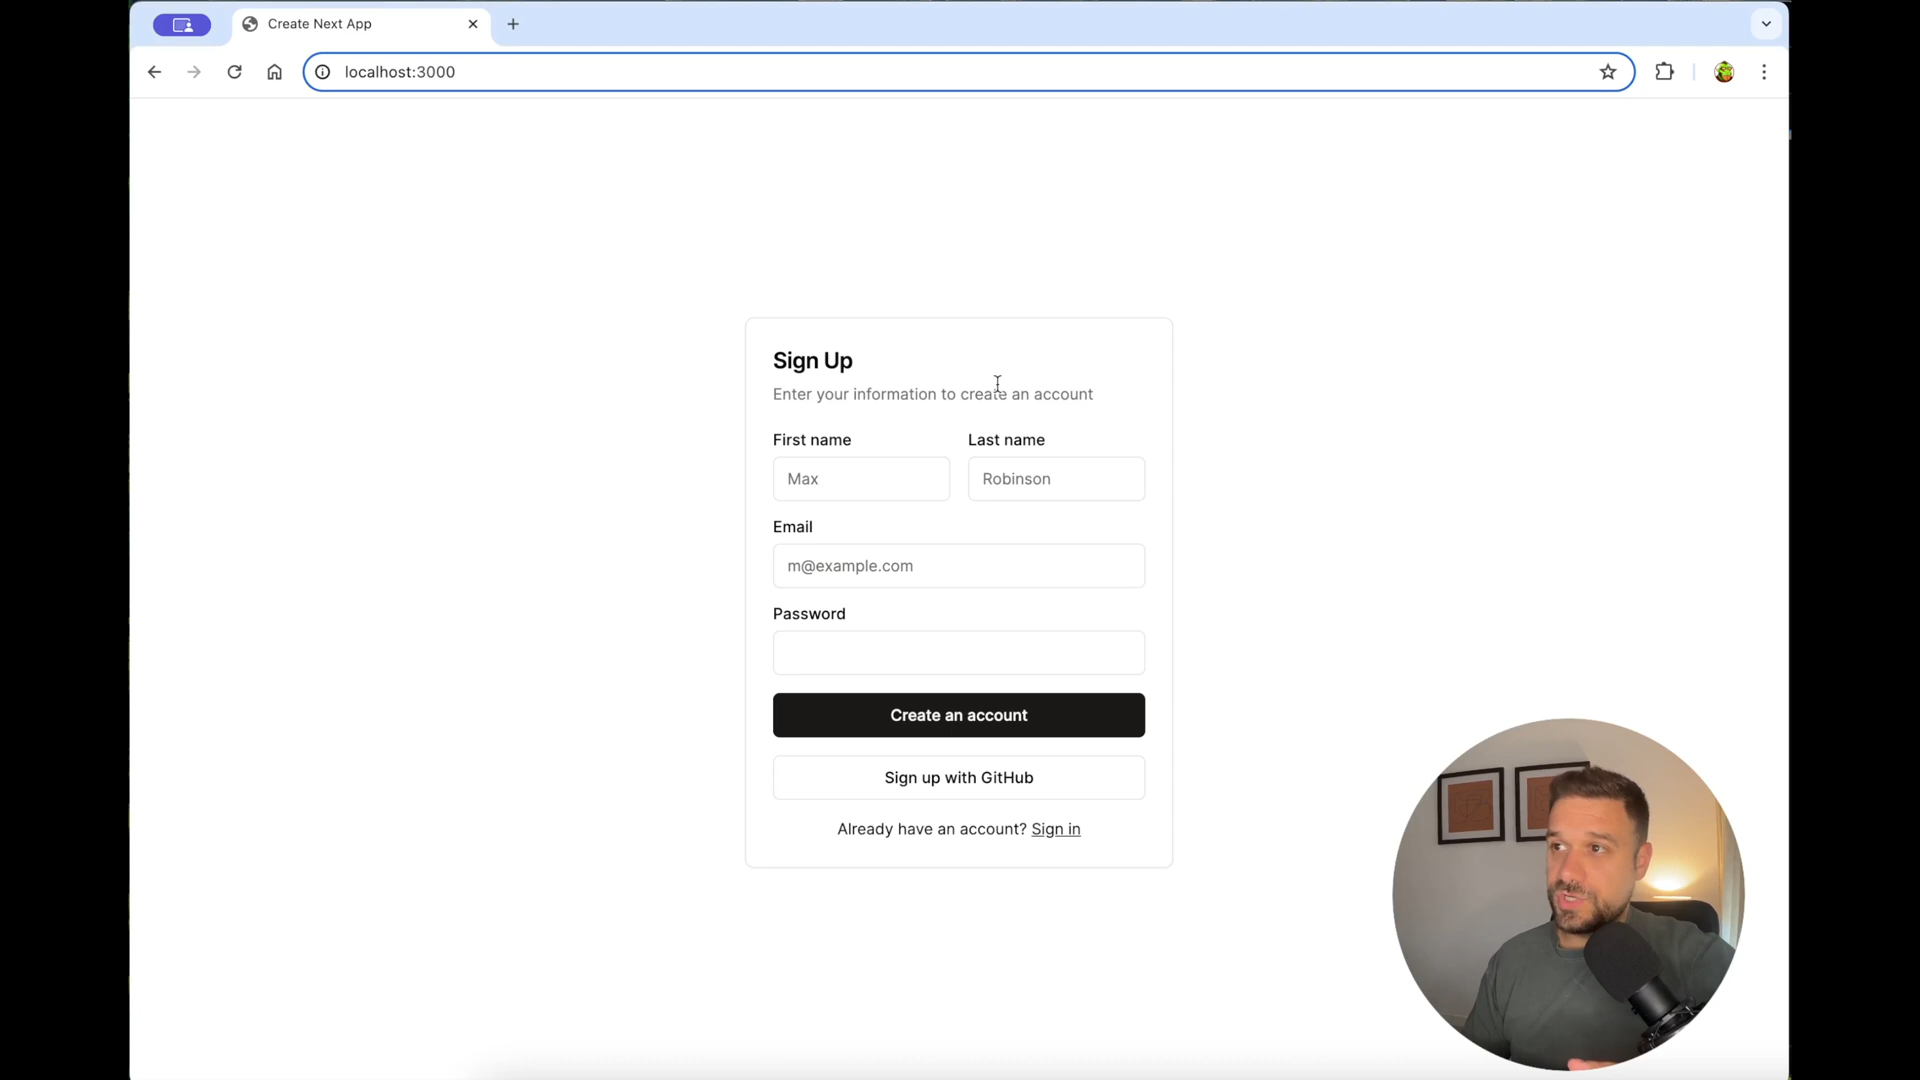 Create Next App
localhost:3000
Sign Up
Enter your information to create an account
First name
Last name
Max
Robinson
Email
m@example.com
Password
Create an account
Sign up with GitHub
Already have an account? Sign in